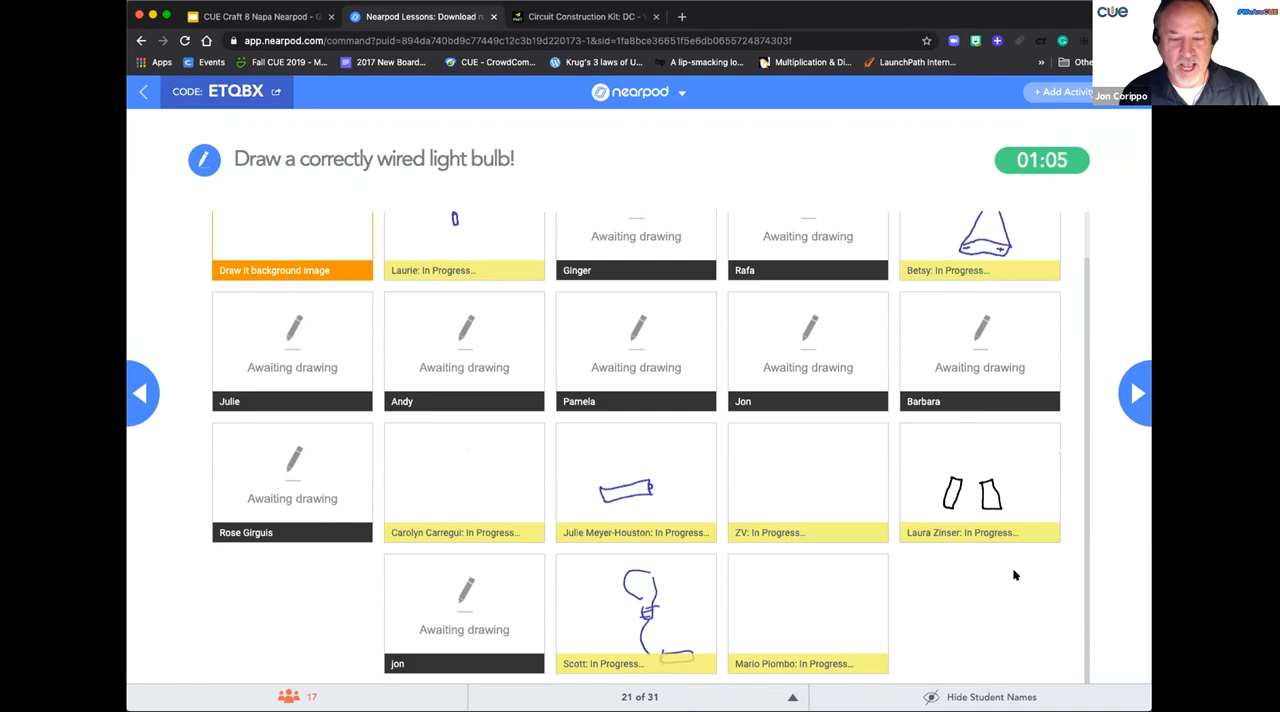 CUE Craft 8 Napa Nearpod - G
Nearpod Lessons: Download r
Circuit Construction Kit: DC -
app.nearpod.com/command?puid=894da740bd9c77449c12c3b19d220173-1&sid=1fa8bce36651f5e6db0655724874303f
Apps
Events
Fall CUE 2019 - M...
2017 New Board...
CUE - CrowdCom...
Krug's 3 laws of U...
A lip-smacking lo...
Multiplication & Di...
LaunchPath Intern...
»
Othe
CUE
#WeAreCUE
Jon Corippo
CODE: ETQBX
nearpod
+ Add Activity
Draw a correctly wired light bulb!
01:05
Awaiting drawing
Awaiting drawing
Draw it background image
Laurie: In Progress...
Ginger
Rafa
Betsy: In Progress...
Awaiting drawing
Awaiting drawing
Awaiting drawing
Awaiting drawing
Awaiting drawing
Julie
Andy
Pamela
Jon
Barbara
Awaiting drawing
Rose Girguis
Carolyn Carregui: In Progress...
Julie Meyer-Houston: In Progress...
ZV: In Progress...
Laura Zinser: In Progress...
Awaiting drawing
jon
Scott: In Progress...
Mario Piombo: In Progress...
17
21 of 31
Hide Student Names